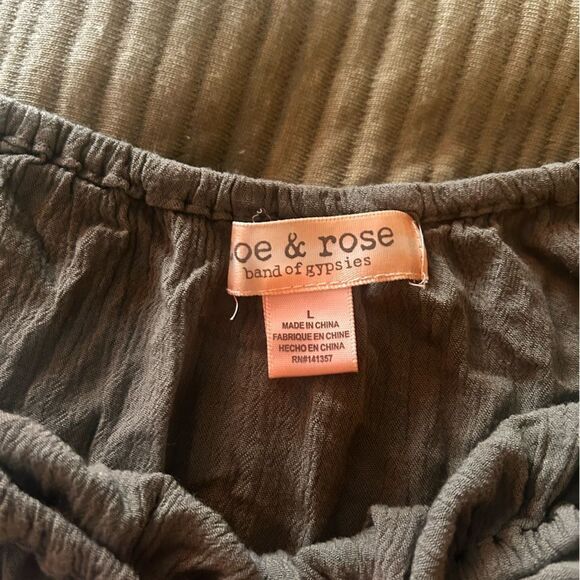 oe & rose
band of gypsies
L
MADE IN CHINA
FABRIQUE EN CHINE
HECHO EN CHINA
RN#141357